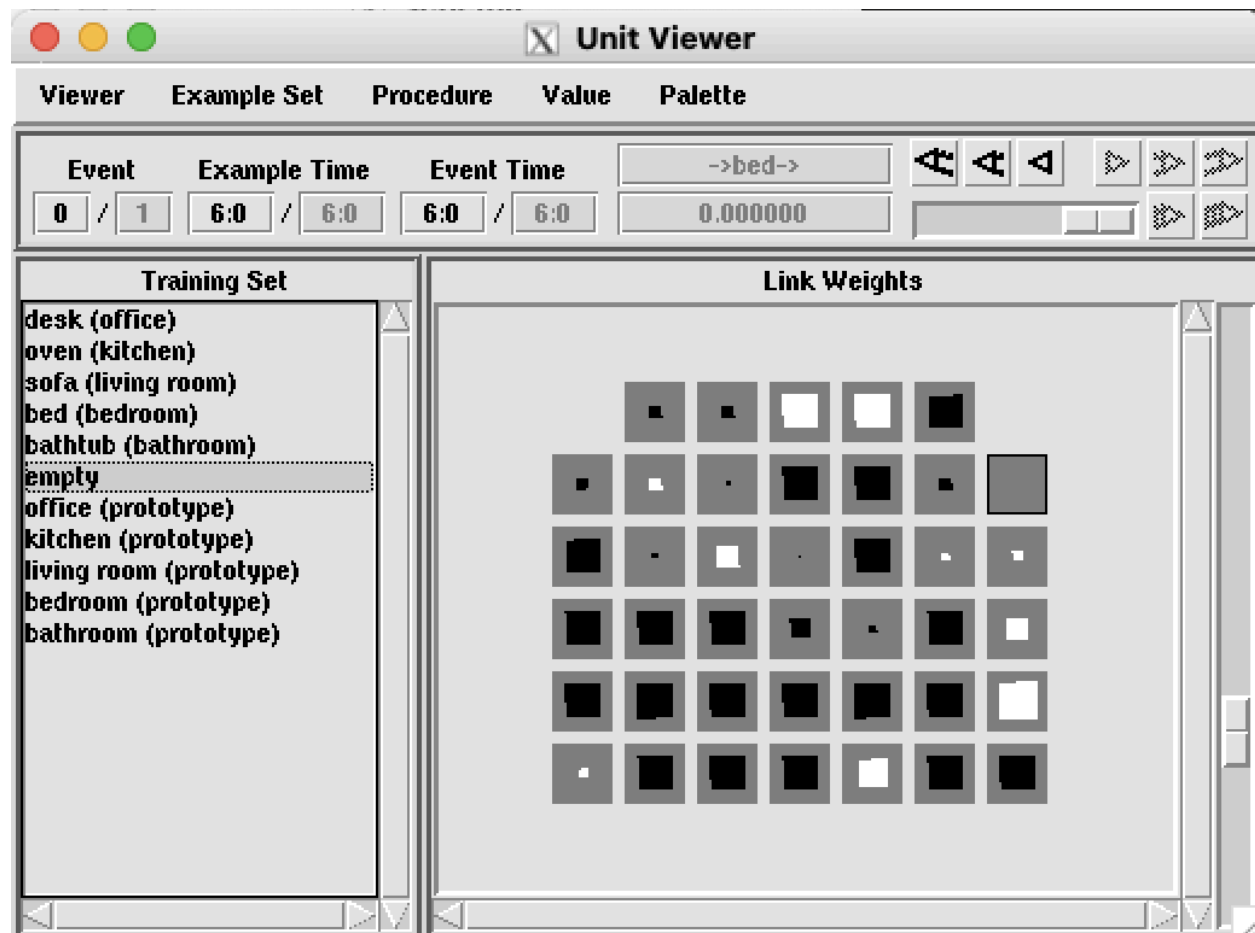 Unit Viewer
Viewer Example Set Procedure Value Palette
Event Example Time Event Time ->bed->
0 / 1 6:0 / 6:0 6:0 / 6:0 0.000000
Training Set
desk (office)
oven (kitchen)
sofa (living room)
bed (bedroom)
bathtub (bathroom)
empty
office (prototype)
kitchen (prototype)
living room (prototype)
bedroom (prototype)
bathroom (prototype)
Link Weights